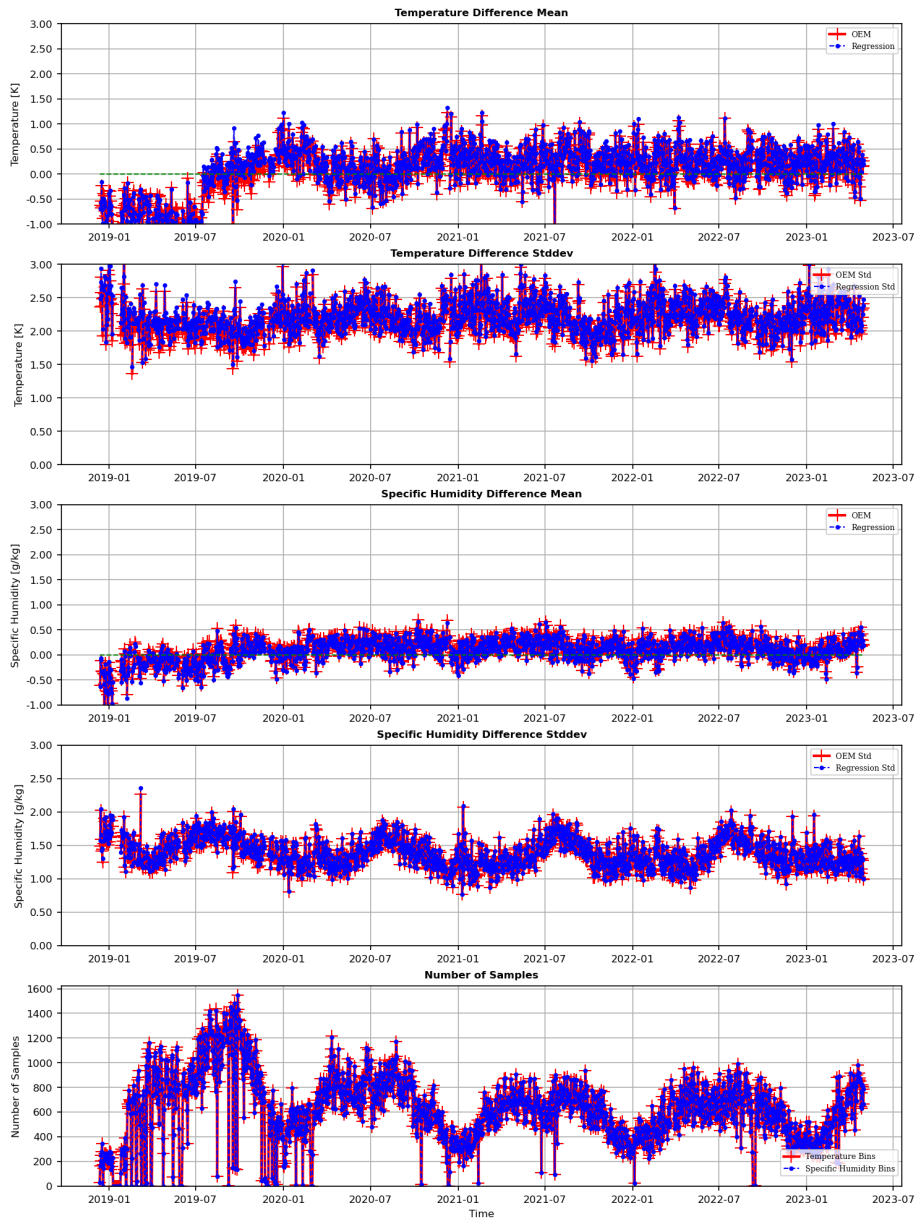 Temperature Difference Mean
Temperature [K]
3.00
2.50
2.00
1.50
1.00
0.50
0.00
-0.50
-1.00
OEM
Regression
2019-01 2019-07 2020-01 2020-07 2021-01 2021-07 2022-01 2022-07 2023-01 2023-07
Temperature Difference Stddev
Temperature [K]
3.00
2.50
2.00
1.50
1.00
0.50
0.00
OEM Std
Regression Std
2019-01 2019-07 2020-01 2020-07 2021-01 2021-07 2022-01 2022-07 2023-01 2023-07
Specific Humidity Difference Mean
Specific Humidity [g/kg]
3.00
2.50
2.00
1.50
1.00
0.50
0.00
-0.50
-1.00
OEM
Regression
2019-01 2019-07 2020-01 2020-07 2021-01 2021-07 2022-01 2022-07 2023-01 2023-07
Specific Humidity Difference Stddev
Specific Humidity [g/kg]
3.00
2.50
2.00
1.50
1.00
0.50
0.00
OEM Std
Regression Std
2019-01 2019-07 2020-01 2020-07 2021-01 2021-07 2022-01 2022-07 2023-01 2023-07
Number of Samples
Number of Samples
1600
1400
1200
1000
800
600
400
200
0
Temperature Bins
Specific Humidity Bins
2019-01 2019-07 2020-01 2020-07 2021-01 2021-07 2022-01 2022-07 2023-01 2023-07
Time